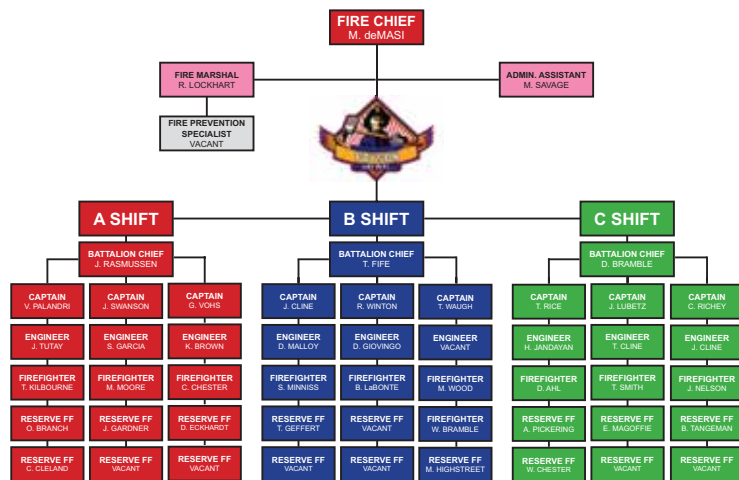 FIRE CHIEF
M. deMASI
FIRE MARSHAL
R. LOCKHART
ADMIN. ASSISTANT
M. SAVAGE
FIRE PREVENTION
SPECIALIST
VACANT
A SHIFT
B SHIFT
C SHIFT
BATTALION CHIEF
J. RASMUSSEN
BATTALION CHIEF
T. FIFE
BATTALION CHIEF
D. BRAMBLE
CAPTAIN
V. PALANDRI
CAPTAIN
J. SWANSON
CAPTAIN
G. VOHS
CAPTAIN
J. CLINE
CAPTAIN
R. WINTON
CAPTAIN
T. WAUGH
CAPTAIN
T. RICE
CAPTAIN
J. LUBETZ
CAPTAIN
C. RICHEY
ENGINEER
J. TUTAY
ENGINEER
S. GARCIA
ENGINEER
K. BROWN
ENGINEER
D. MALLOY
ENGINEER
D. GIOVINGO
ENGINEER
VACANT
ENGINEER
H. JANDAYAN
ENGINEER
T. CLINE
ENGINEER
J. CLINE
FIREFIGHTER
T. KILBOURNE
FIREFIGHTER
M. MOORE
FIREFIGHTER
C. CHESTER
FIREFIGHTER
S. MINNISS
FIREFIGHTER
B. LaBONTE
FIREFIGHTER
M. WOOD
FIREFIGHTER
D. AHL
FIREFIGHTER
T. SMITH
FIREFIGHTER
J. NELSON
RESERVE FF
O. BRANCH
RESERVE FF
J. GARDNER
RESERVE FF
D. ECKHARDT
RESERVE FF
T. GEFFERT
RESERVE FF
VACANT
FIREFIGHTER
W. BRAMBLE
RESERVE FF
A. PICKERING
RESERVE FF
E. MAGOFFIE
RESERVE FF
B. TANGEMAN
RESERVE FF
C. CLELAND
RESERVE FF
VACANT
RESERVE FF
VACANT
RESERVE FF
VACANT
RESERVE FF
VACANT
RESERVE FF
M. HIGHSTREET
RESERVE FF
W. CHESTER
RESERVE FF
VACANT
RESERVE FF
VACANT